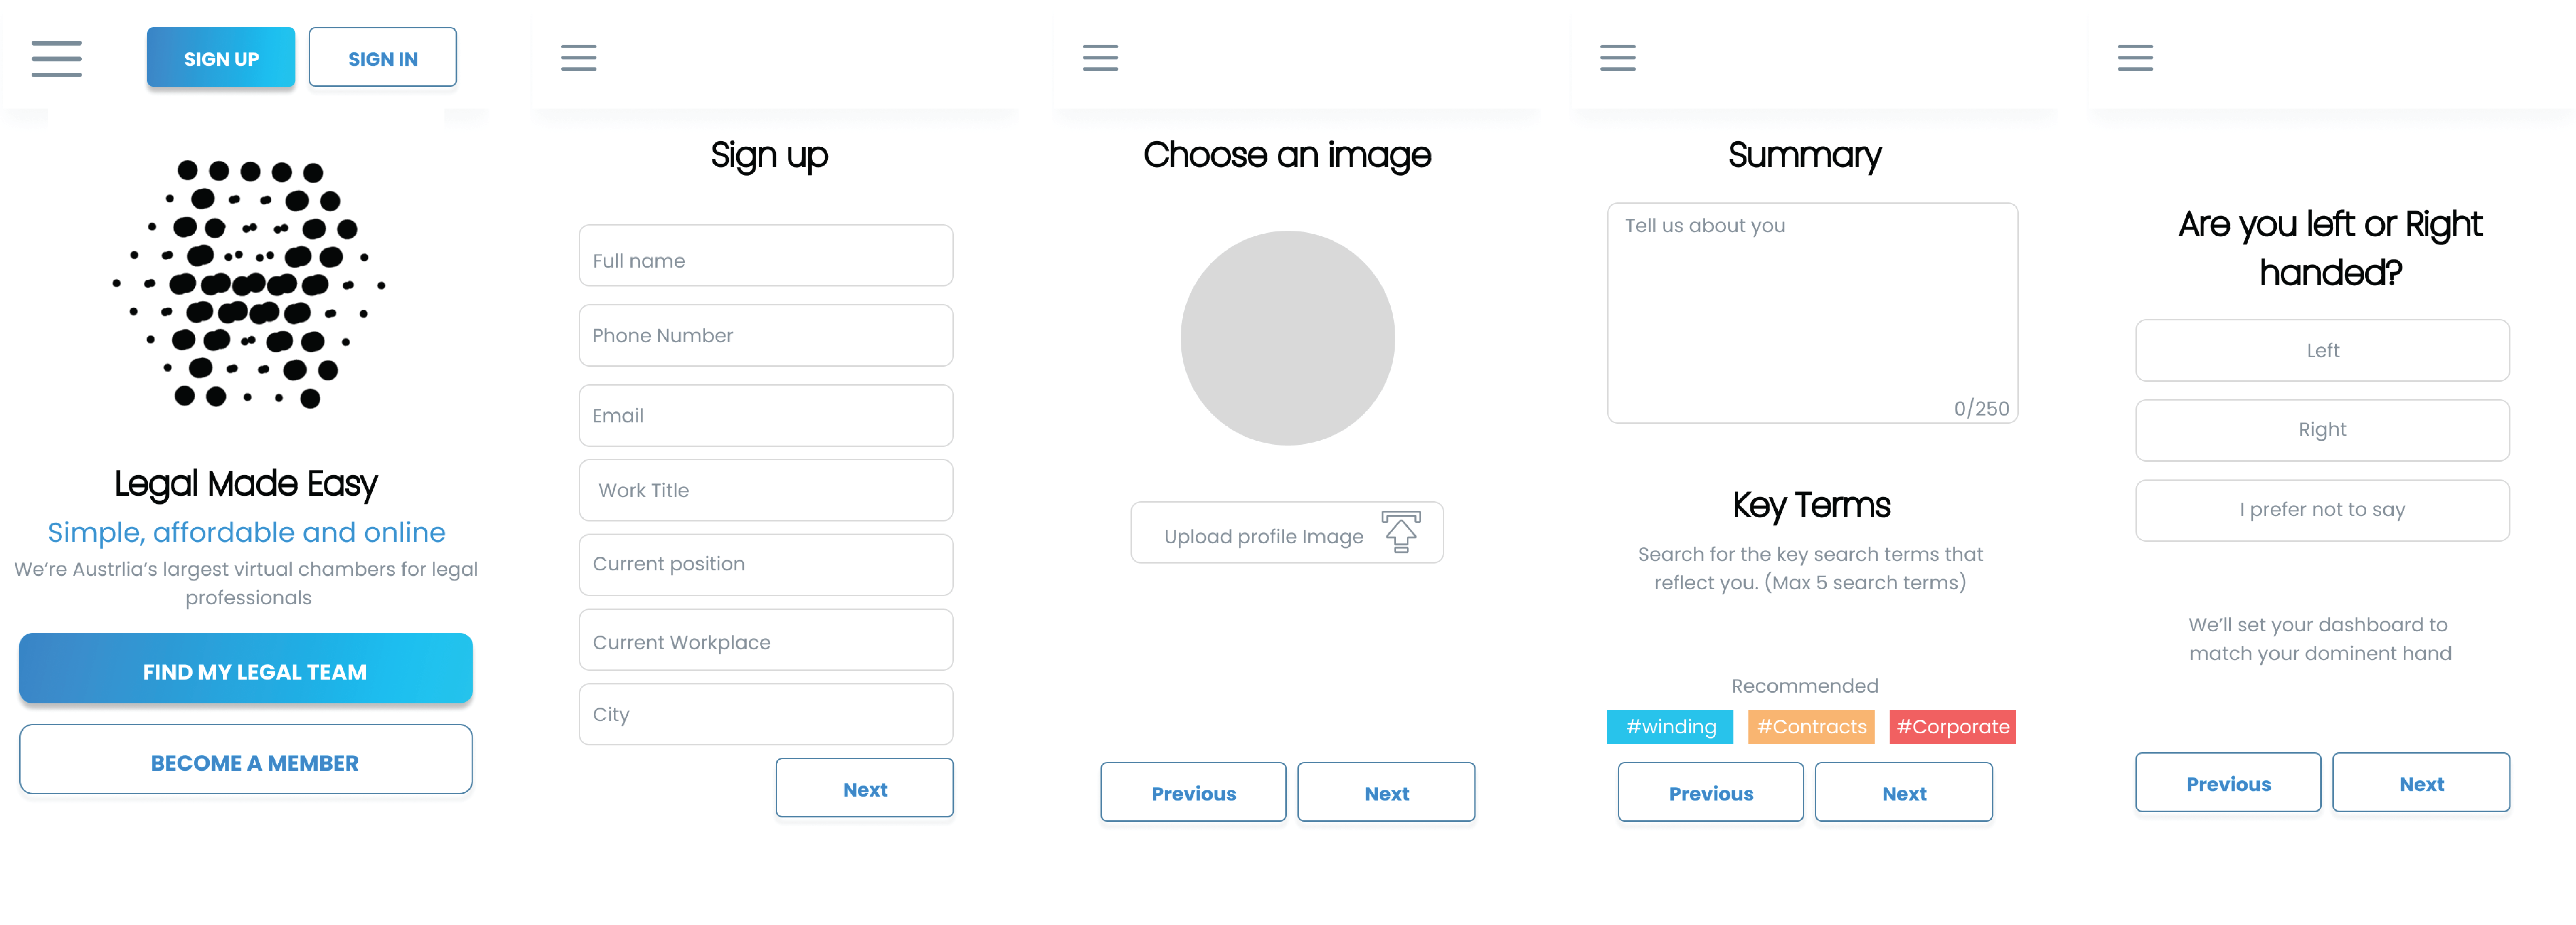 SIGN UP
SIGN IN
Legal Made Easy
Simple, affordable and online
We're Austrlia's largest virtual chambers for legal
professionals
FIND MY LEGAL TEAM
BECOME A MEMBER
Sign up
Full name
Phone Number
Email
Work Title
Current position
Current Workplace
City
Next
Choose an image
Upload profile Image
Previous
Next
Summary
Tell us about you
0/250
Key Terms
Search for the key search terms that
reflect you. (Max 5 search terms)
Recommended
#winding
#Contracts
#Corporate
Previous
Next
Are you left or Right
handed?
Left
Right
I prefer not to say
We'll set your dashboard to
match your dominent hand
Previous
Next